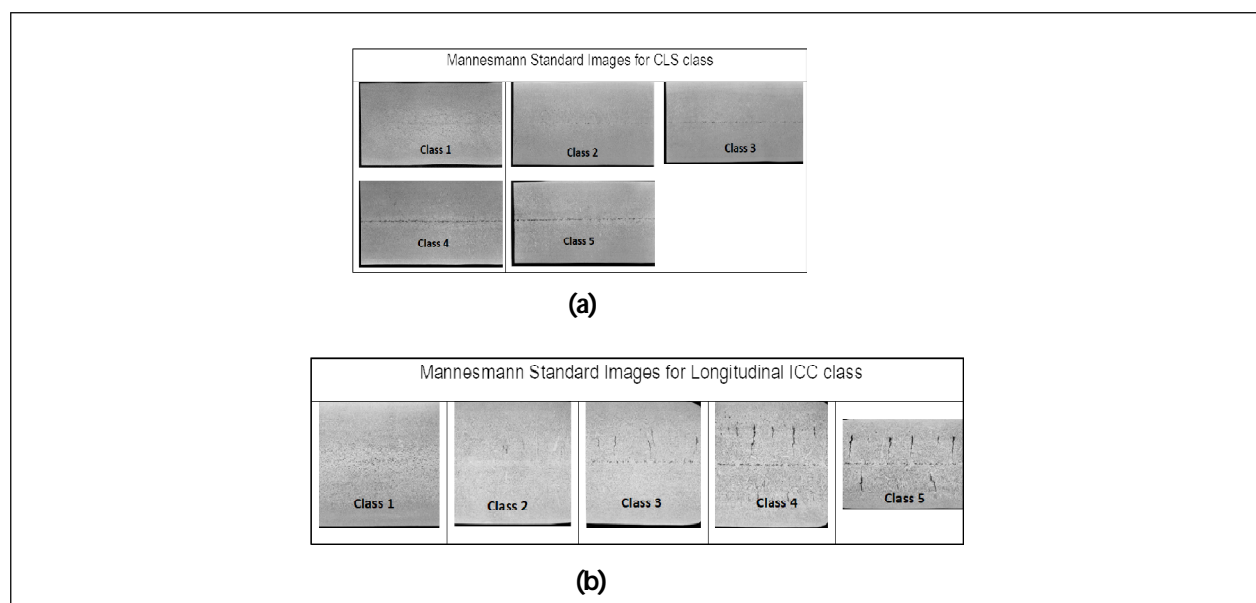 Mannesmann Standard Images for CLS class
Class 1
Class 2
Class 3
Class 4
Class 5
(a)
Mannesmann Standard Images for Longitudinal ICC class
Class 1
Class 2
Class 3
Class 4
Class 5
(b)